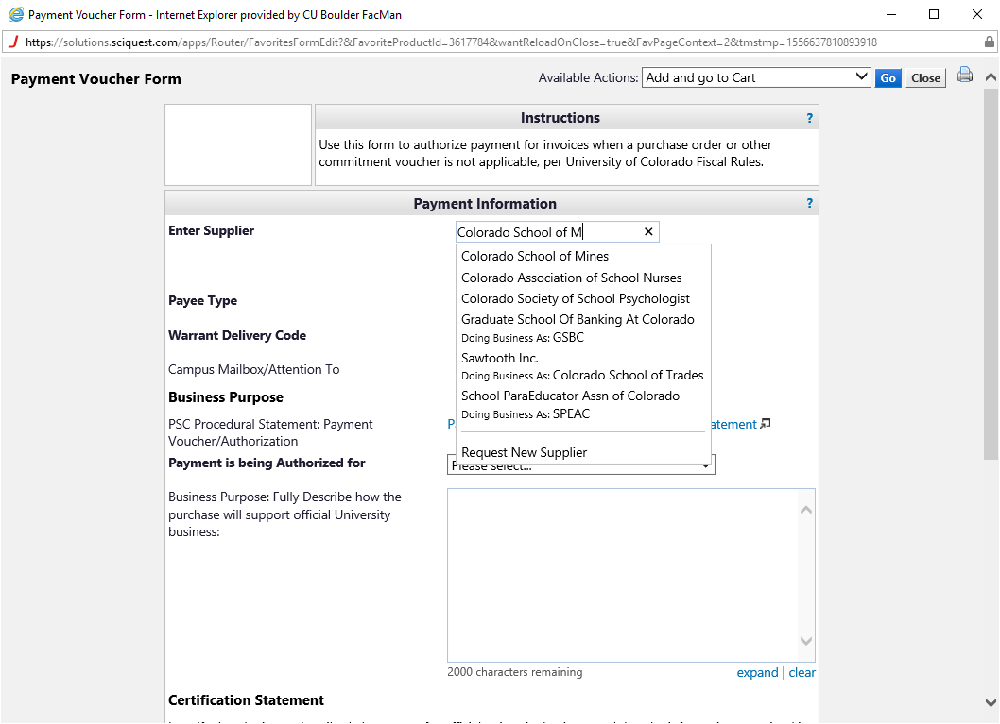 Payment Voucher Form - Internet Explorer provided by CU Boulder FacMan
https://solutions.sciquest.com/apps/Router/FavoritesFormEdit?&FavoriteProductId=3617784&wantReloadOnClose=true&FavPageContext=2&tmstmp=1556637810893918
Payment Voucher Form
Available Actions: Add and go to Cart Go Close
Instructions ?
Use this form to authorize payment for invoices when a purchase order or other
commitment voucher is not applicable, per University of Colorado Fiscal Rules.
Payment Information ?
Enter Supplier
Colorado School of M
Colorado School of Mines
Colorado Association of School Nurses
Colorado Society of School Psychologist
Graduate School Of Banking At Colorado
Doing Business As: GSBC
Sawtooth Inc.
Doing Business As: Colorado School of Trades
School ParaEducator Assn of Colorado
Doing Business As: SPEAC
Request New Supplier
Payee Type
Warrant Delivery Code
Campus Mailbox/Attention To
Business Purpose
PSC Procedural Statement: Payment
Voucher/Authorization
P
atement
Payment is being Authorized for
Please select...
Business Purpose: Fully Describe how the
purchase will support official University
business:
2000 characters remaining
expand | clear
Certification Statement